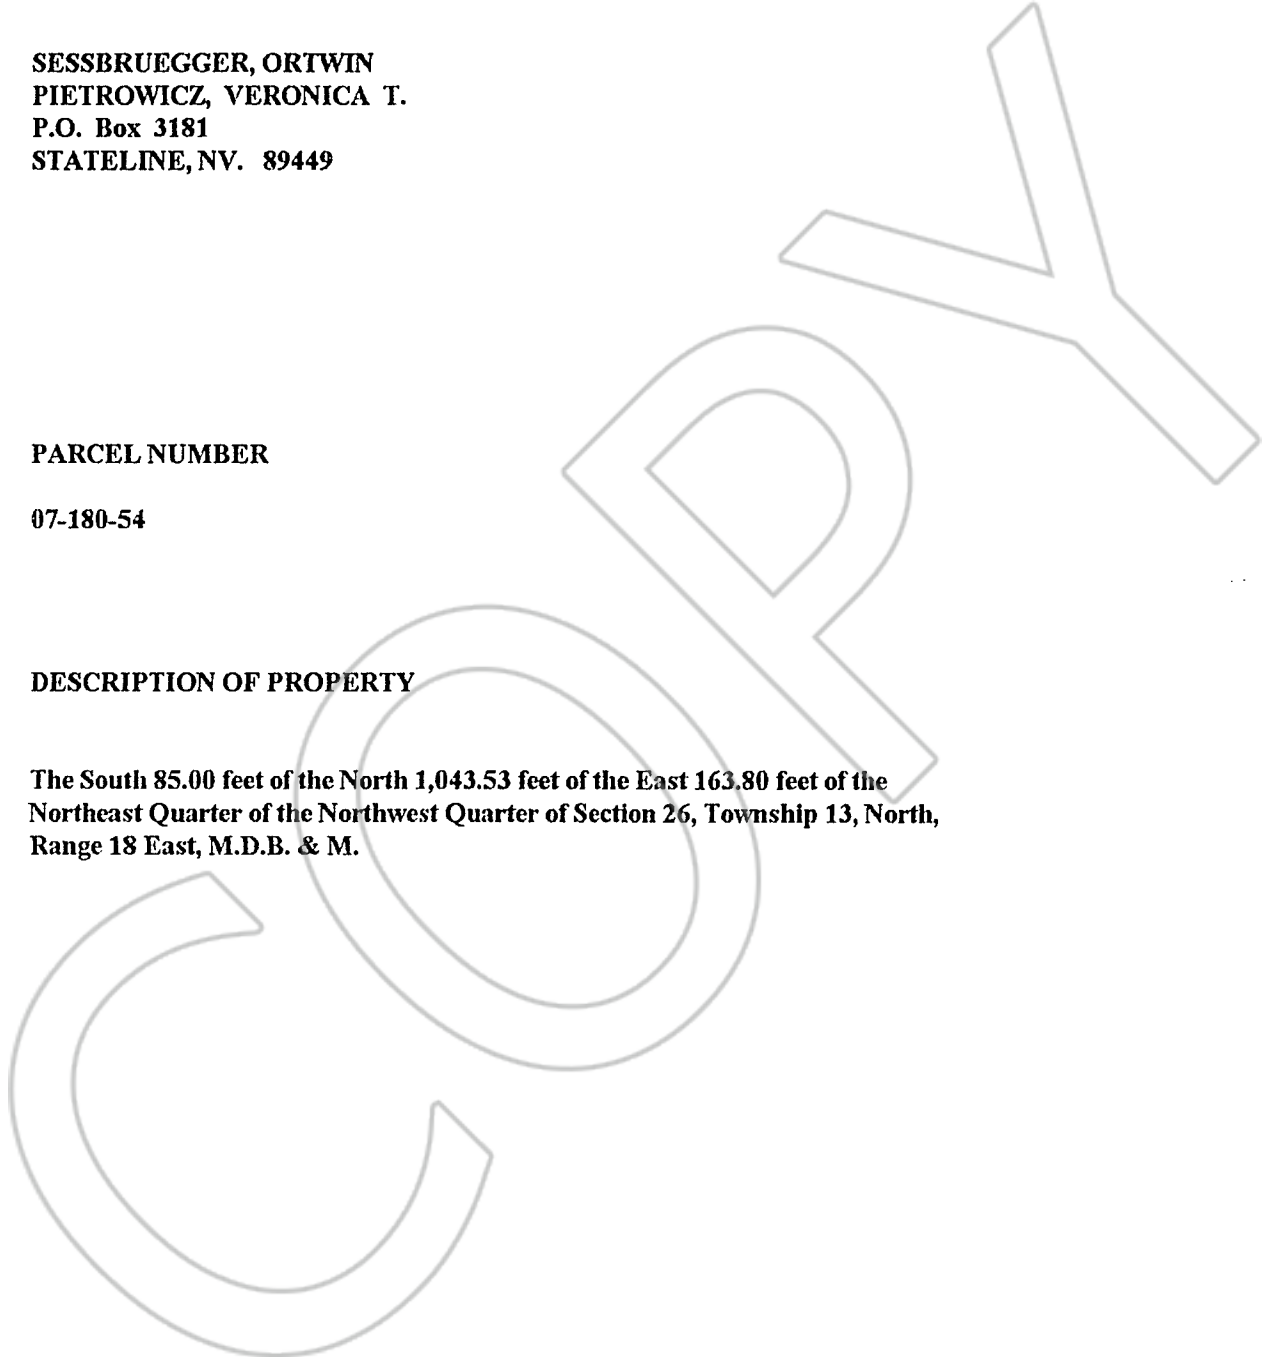 SESSBRUEGGER, ORTWIN
PIETROWICZ, VERONICA T.
P.O. Box 3181
STATELINE, NV. 89449
PARCEL NUMBER
07-180-54
DESCRIPTION OF PROPERTY
The South 85.00 feet of the North 1,043.53 feet of the East 163.80 feet of the
Northeast Quarter of the Northwest Quarter of Section 26, Township 13, North,
Range 18 East, M.D.B. & M.
COPY